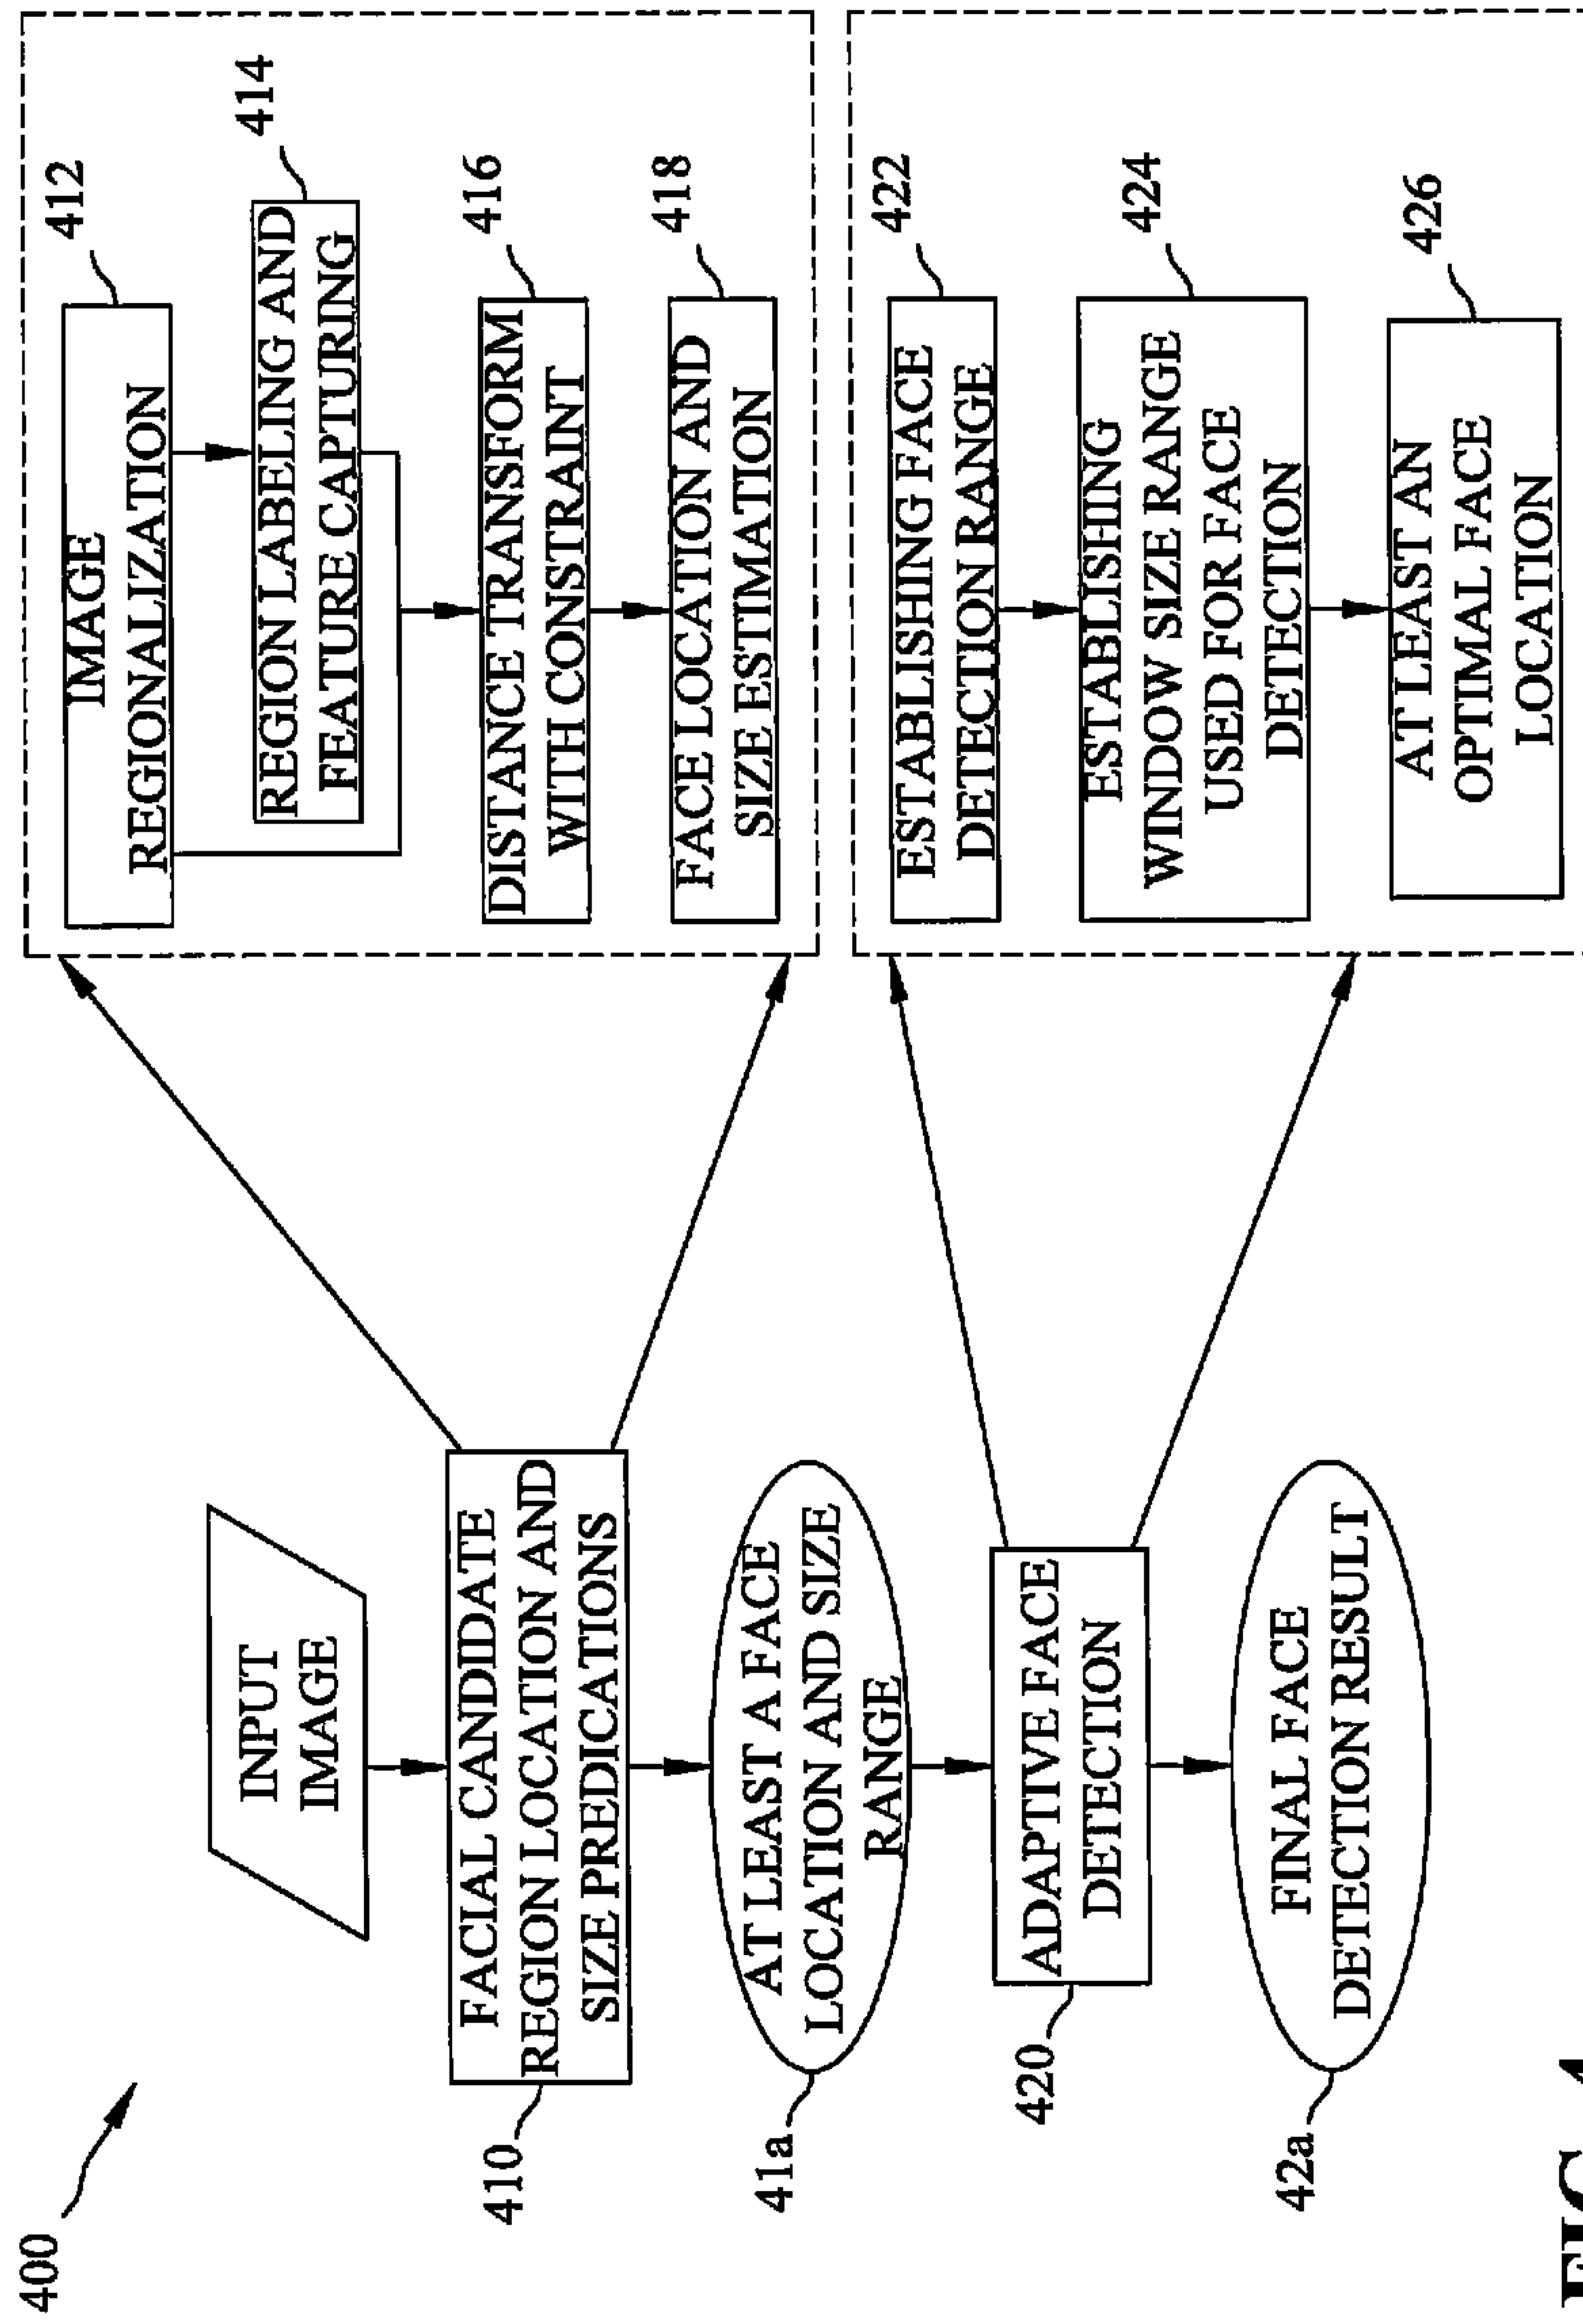 400
INPUT
IMAGE
410
FACIAL CANDIDATE
REGION LOCATION AND
SIZE PREDICATIONS
41a
AT LEAST A FACE
LOCATION AND SIZE
RANGE
420
ADAPTIVE FACE
DETECTION
42a
FINAL FACE
DETECTION RESULT
412
IMAGE
REGIONALIZATION
414
REGION LABELING AND
FEATURE CAPTURING
416
DISTANCE TRANSFORM
WITH CONSTRAINT
418
FACE LOCATION AND
SIZE ESTIMATION
422
ESTABLISHING FACE
DETECTION RANGE
424
ESTABLISHING
WINDOW SIZE RANGE
USED FOR FACE
DETECTION
426
AT LEAST AN
OPTIMAL FACE
LOCATION
FIG.